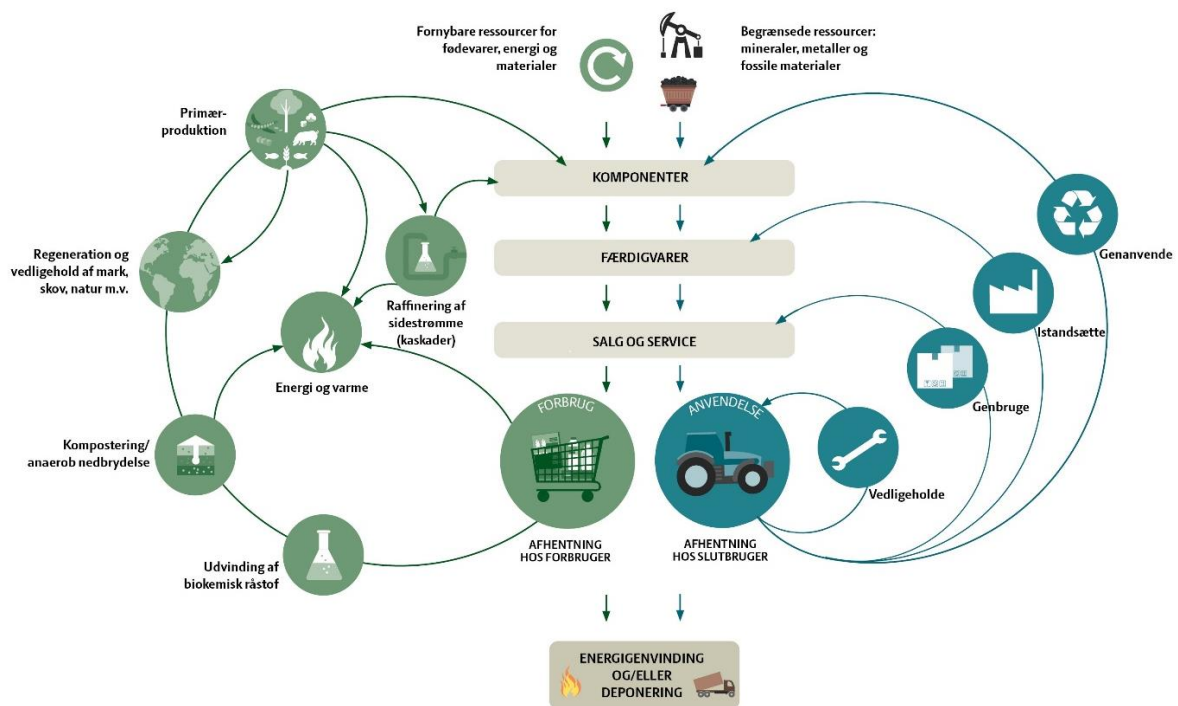 Fornybare ressourcer for
fødevarer, energi og
materialer
Begrænsede ressourcer:
mineraler, metaller og
fossile materialer
Primær-
produktion
KOMPONENTER
Regeneration og
vedligehold af mark,
skov, natur m.v.
FÆRDIGVARER
Genanvende
Raffinering af
sidestrømme
(kaskader)
Istandsætte
SALG OG SERVICE
Energi og varme
Genbruge
FORBRUG
ANVENDELSE
Kompostering/
anaerob nedbrydelse
Vedligeholde
AFHENTNING
HOS FORBRUGER
AFHENTNING
HOS SLUTBRUGER
Udvinding af
biokemisk råstof
ENERGIGENVINDING
OG/ELLER
DEPONERING